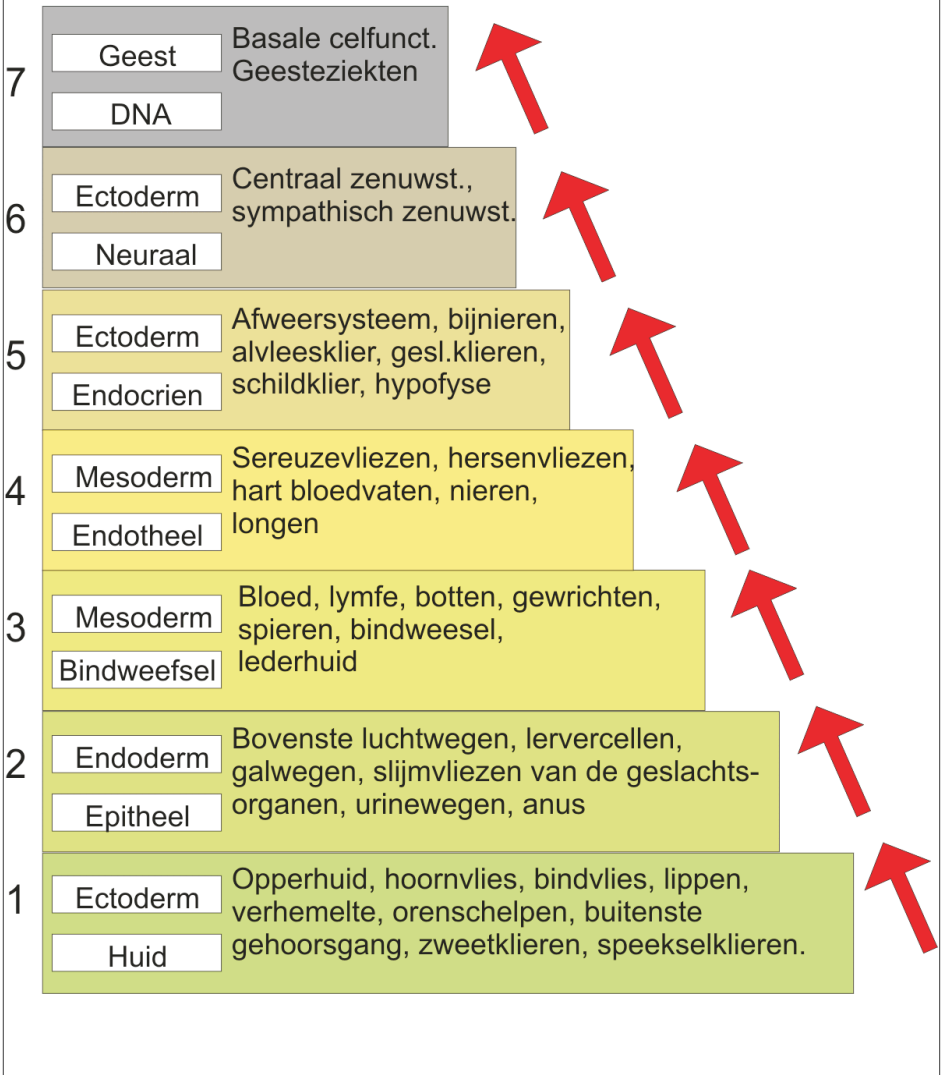 7
Geest
DNA
Basale celfunct.
Geesteziekten
6
Ectoderm
Neuraal
Centraal zenuwst.,
sympathisch zenuwst.
5
Ectoderm
Endocrien
Afweersysteem, bijnieren,
alvleesklier, gesl.klieren,
schildklier, hypofyse
4
Mesoderm
Endotheel
Sereuzevliezen, hersenvliezen,
hart bloedvaten, nieren,
longen
3
Mesoderm
Bindweefsel
Bloed, lymfe, botten, gewrichten,
spieren, bindweesel,
lederhuid
2
Endoderm
Epitheel
Bovenste luchtwegen, lervercellen,
galwegen, slijmvliezen van de geslachts-
organen, urinewegen, anus
1
Ectoderm
Huid
Opperhuid, hoornvlies, bindvlies, lippen,
verhemelte, orenschelpen, buitenste
gehoorsgang, zweetklieren, speekselklieren.